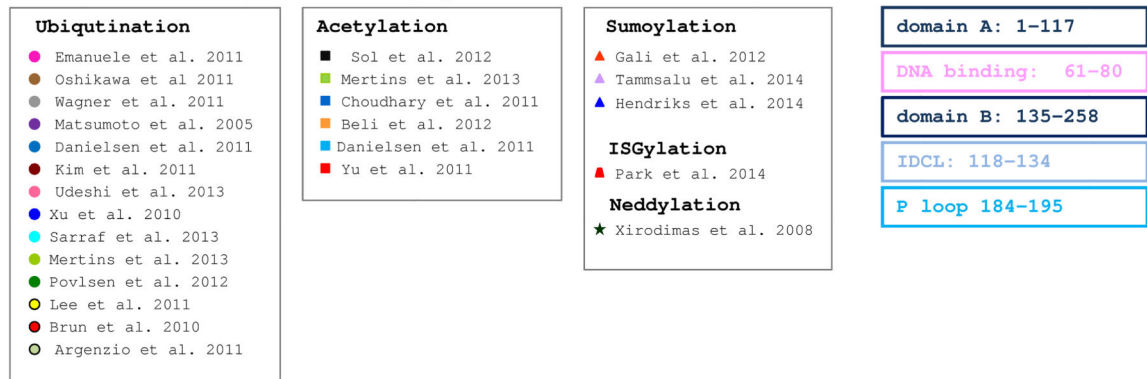 Ubiqutination
Emanuele et al. 2011
Oshikawa et al 2011
Wagner et al. 2011
Matsumoto et al. 2005
Danielsen et al. 2011
Kim et al. 2011
Udeshi et al. 2013
Xu et al. 2010
Sarraf et al. 2013
Mertins et al. 2013
Povlsen et al. 2012
Lee et al. 2011
Brun et al. 2010
Argenzio et al. 2011
Acetylation
Sol et al. 2012
Mertins et al. 2013
Choudhary et al. 2011
Beli et al. 2012
Danielsen et al. 2011
Yu et al. 2011
Sumoylation
Gali et al. 2012
Tammsalu et al. 2014
Hendriks et al. 2014
ISGylation
Park et al. 2014
Neddylation
Xirodimas et al. 2008
domain A: 1-117
DNA binding: 61-80
domain B: 135-258
IDCL: 118-134
P loop 184-195